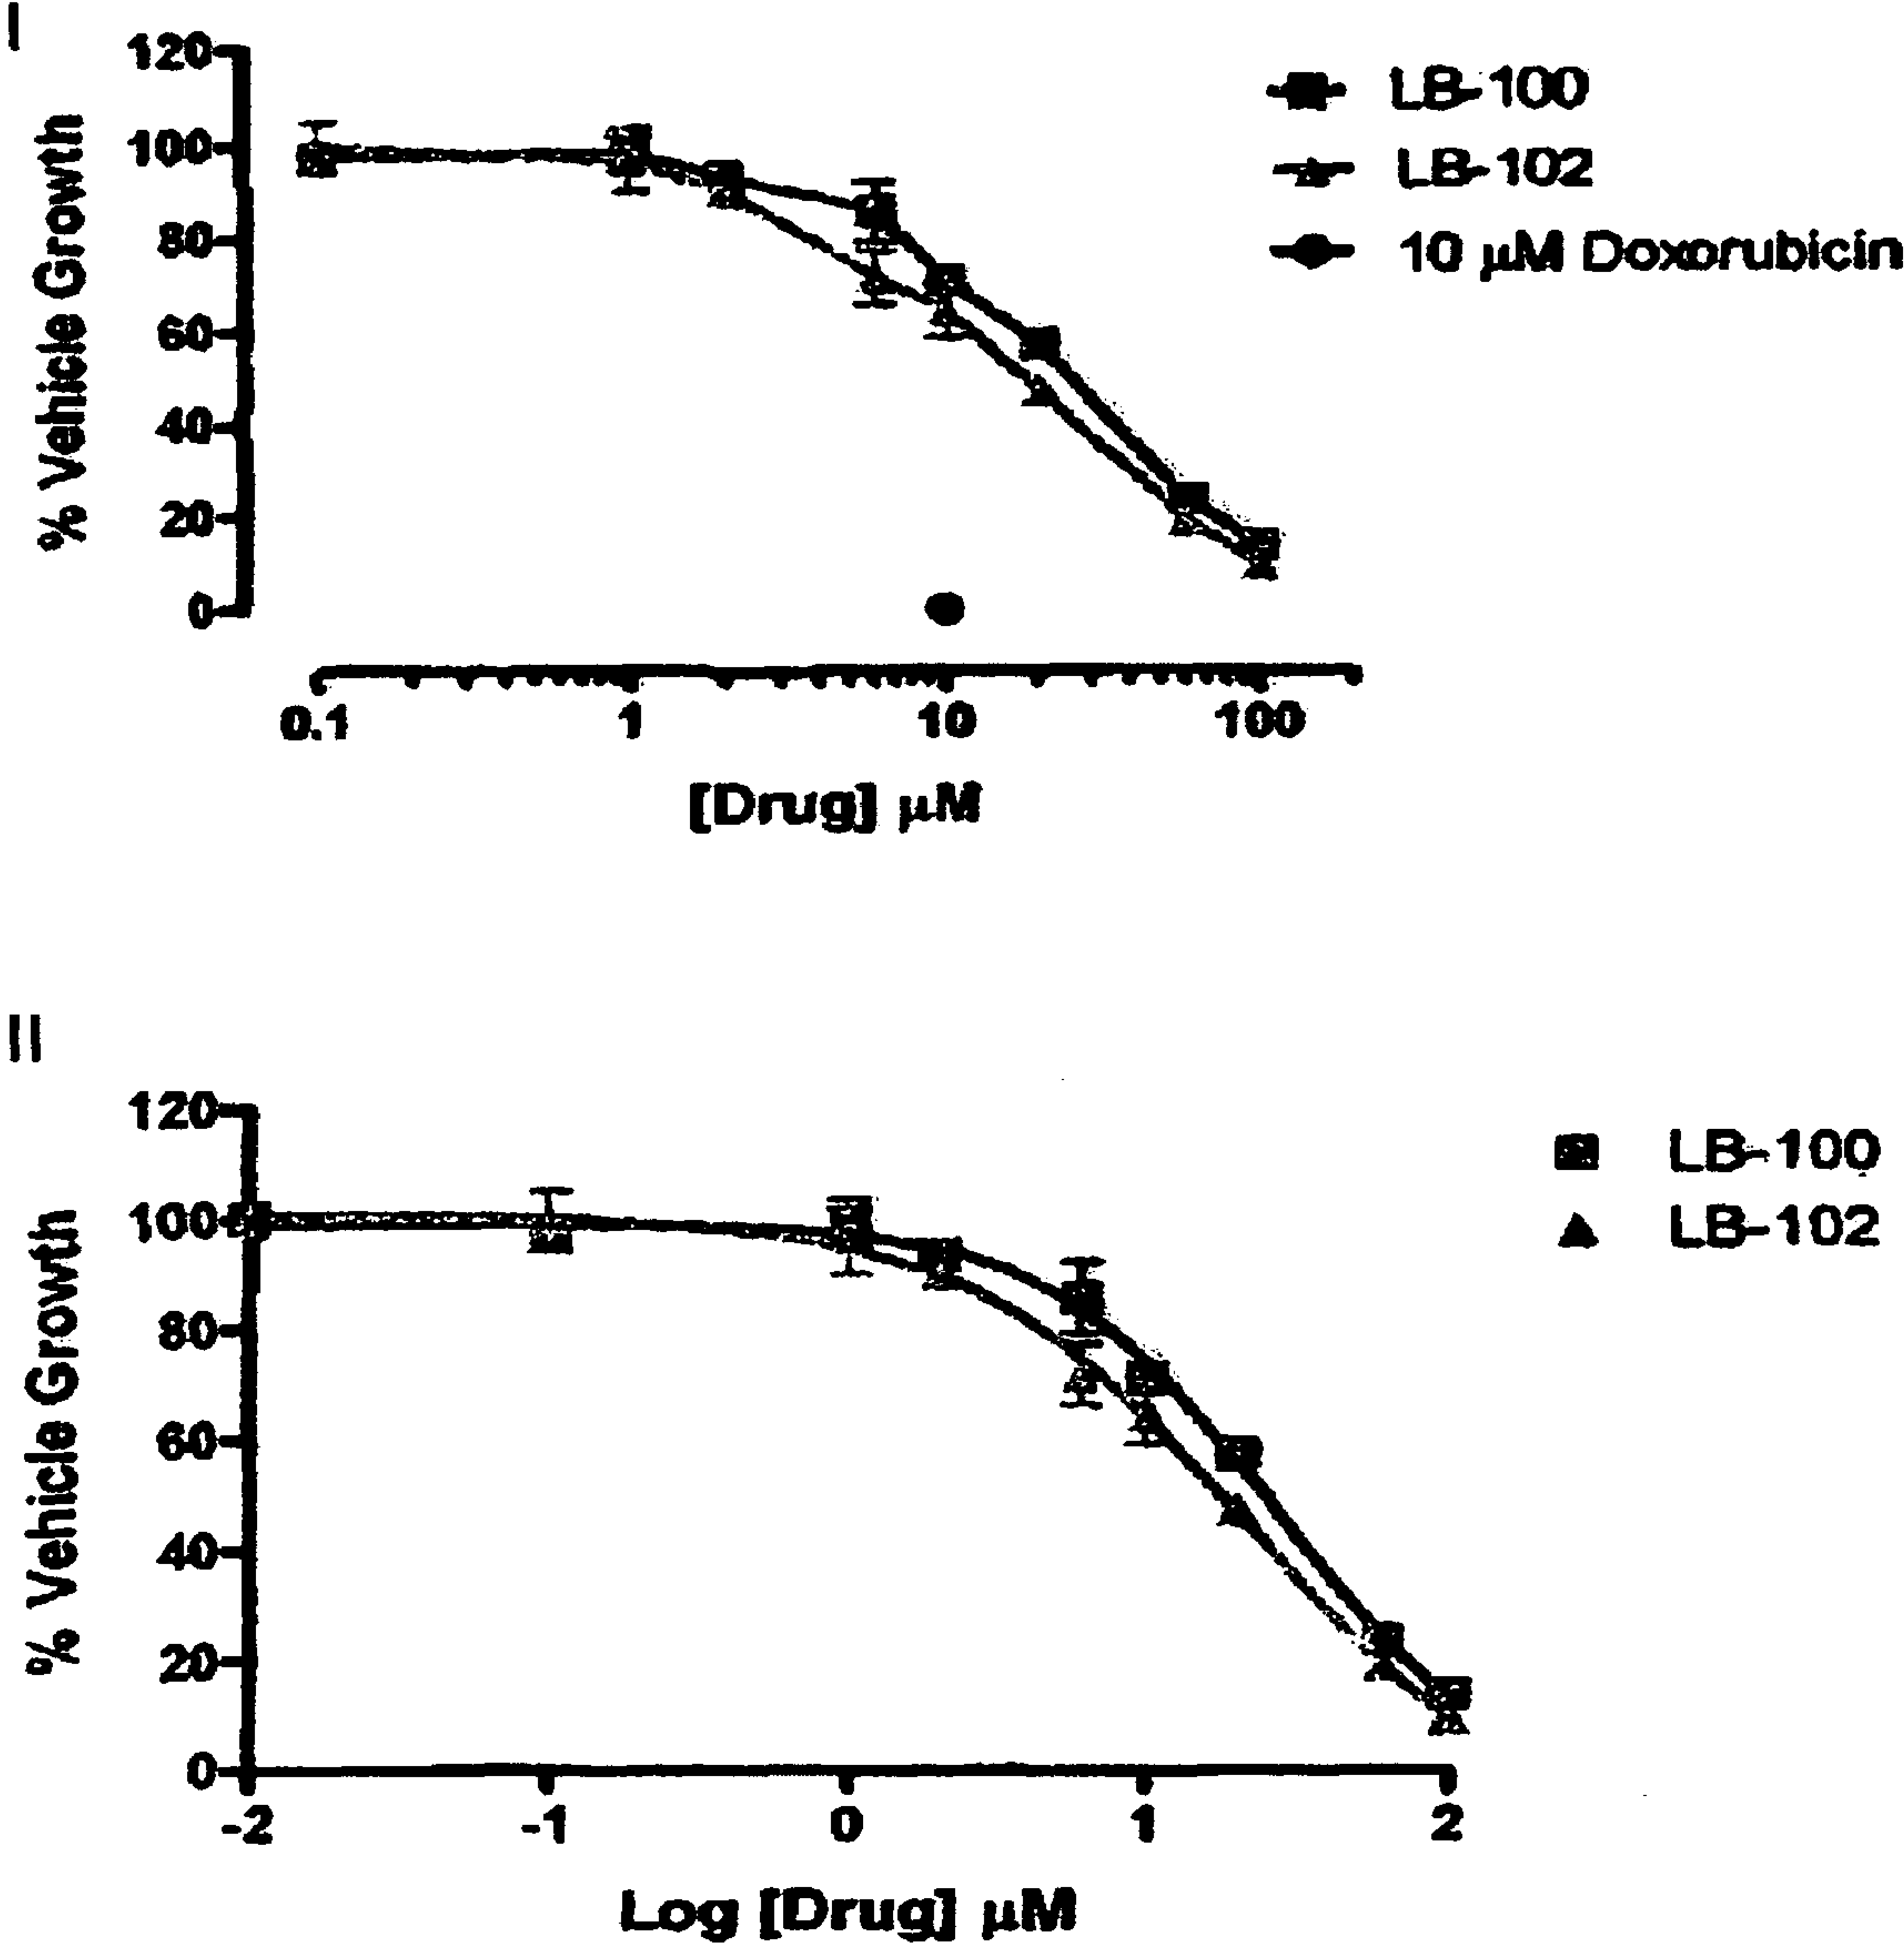 I
120
100
80
60
40
20
0
% Vehicle Growth
LB-100
LB-102
10 µM Doxorubicin
0.1 1 10 100
[Drug] µM
II
120
100
80
60
40
20
0
% Vehicle Growth
LB-100
LB-102
-2 -1 0 1 2
Log [Drug] µM